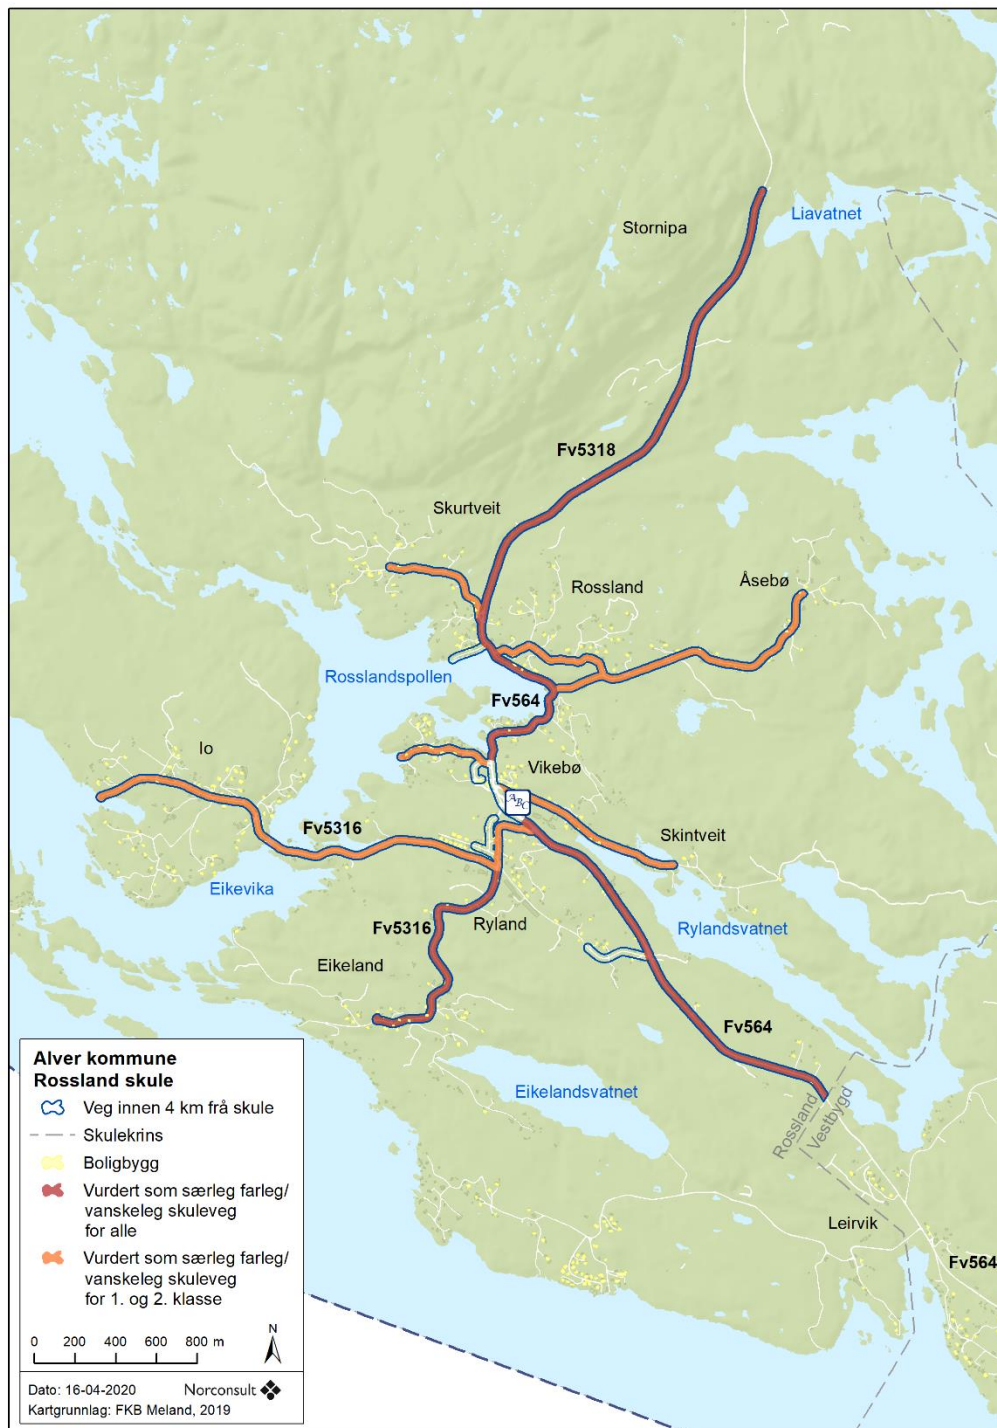 Stornipa
Liavatnet
Fv5318
Skurtveit
Rossland
Åsebø
Rosslandspollen
Fv564
Io
Vikebø
ABC
Fv5316
Skintveit
Eikevika
Fv5316
Ryland
Rylandsvatnet
Eikeland
Fv564
Eikelandsvatnet
Rossland
Vestbygd
Leirvik
Fv564
Alver kommune
Rossland skule
Veg innen 4 km frå skule
Skulekrins
Boligbygg
Vurdert som særleg farleg/
vanskeleg skuleveg
for alle
Vurdert som særleg farleg/
vanskeleg skuleveg
for 1. og 2. klasse
N
0 200 400 600 800 m
Dato: 16-04-2020 Norconsult
Kartgrunnlag: FKB Meland, 2019